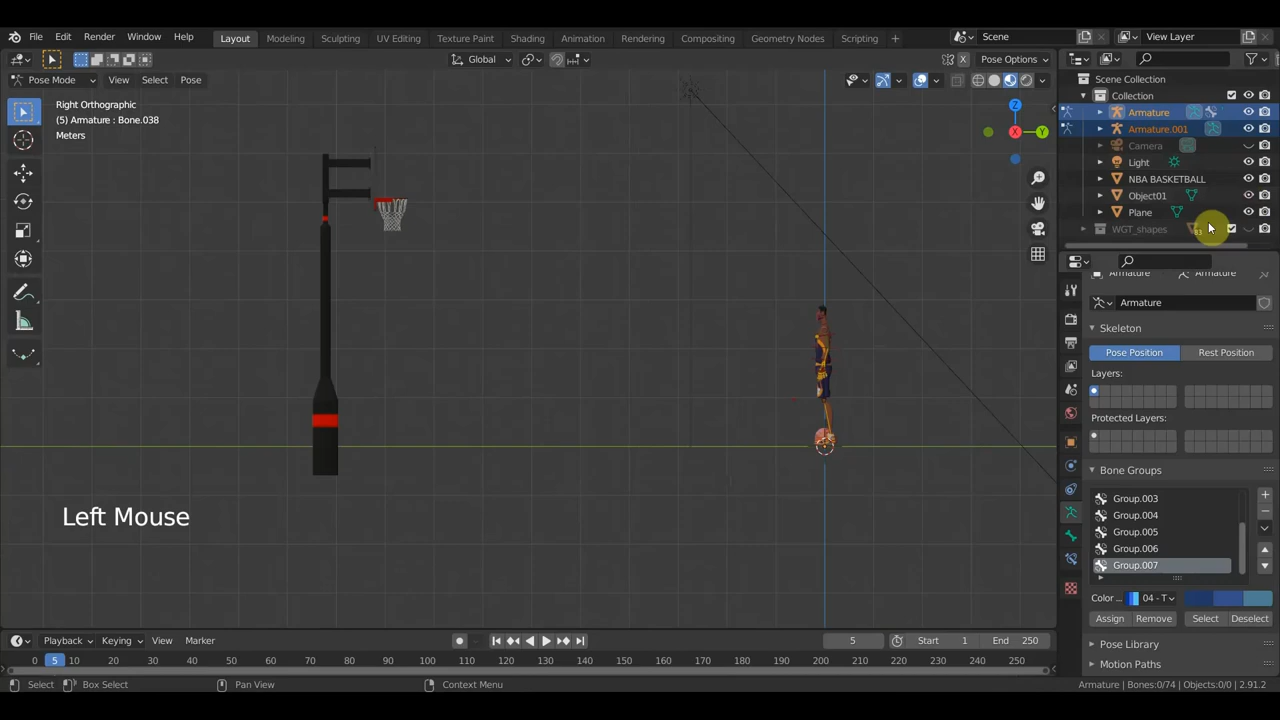 File Edit Render Window Help Layout Modeling Sculpting UV Editing Texture Paint Shading Animation Rendering Compositing Geometry Nodes Scripting + Scene View Layer
Global Pose Options
Pose Mode View Select Pose
Right Orthographic
(5) Armature : Bone.038
Meters
X
Y
Z
Scene Collection
Collection
Armature
Armature.001
Camera
Light
NBA BASKETBALL
Object01
Plane
WGT_shapes 83
Armature Armature
Armature
Skeleton
Pose Position Rest Position
Layers:
Protected Layers:
Bone Groups
Group.003
Group.004
Group.005
Group.006
Group.007
Color ... 04 - T
Assign Remove Select Deselect
Pose Library
Motion Paths
Left Mouse
Playback Keying View Marker 5 Start 1 End 250
0 5 10 20 30 40 50 60 70 80 90 100 110 120 130 140 150 160 170 180 190 200 210 220 230 240 250
Select Box Select Pan View Context Menu Armature | Bones:0/74 | Objects:0/0 | 2.91.2